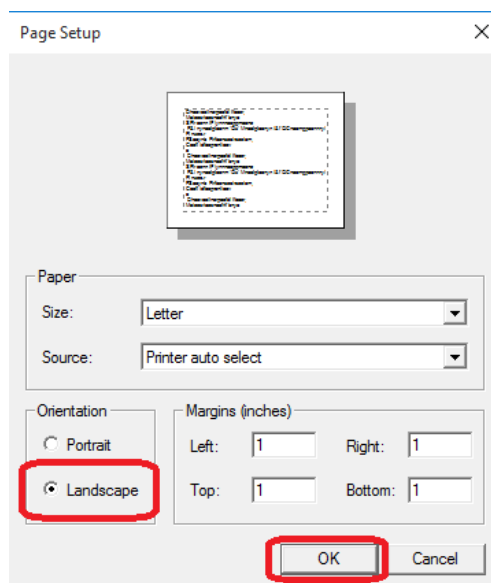 Page Setup
Paper
Size: Letter
Source: Printer auto select
Orientation
Portrait
Landscape
Margins (inches)
Left: 1 Right: 1
Top: 1 Bottom: 1
OK Cancel